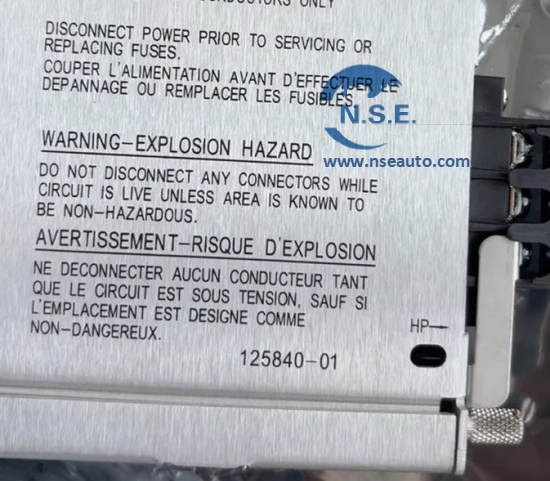 CONDUCTORS ONLY
DISCONNECT POWER PRIOR TO SERVICING OR
REPLACING FUSES.
COUPER L'ALIMENTATION AVANT D'EFFECTUER LE
DEPANNAGE OU REMPLACER LES FUSIBLES.
N.S.E.
www.nseauto.com
WARNING-EXPLOSION HAZARD
DO NOT DISCONNECT ANY CONNECTORS WHILE
CIRCUIT IS LIVE UNLESS AREA IS KNOWN TO
BE NON-HAZARDOUS.
AVERTISSEMENT-RISQUE D'EXPLOSION
NE DECONNECTER AUCUN CONDUCTEUR TANT
QUE LE CIRCUIT EST SOUS TENSION, SAUF SI
L'EMPLACEMENT EST DESIGNE COMME
NON-DANGEREUX.
HP
125840-01